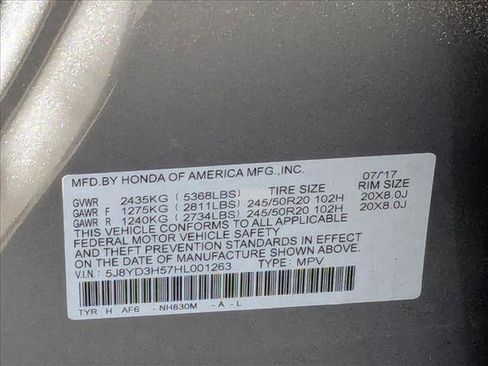 MFD.BY HONDA OF AMERICA MFG.,INC. 07/17
GVWR 2435KG ( 5368LBS) TIRE SIZE RIM SIZE
GAWR F 1275KG ( 2811LBS) 245/50R20 102H 20X8.0J
GAWR R 1240KG ( 2734LBS) 245/50R20 102H 20X8.0J
THIS VEHICLE CONFORMS TO ALL APPLICABLE
FEDERAL MOTOR VEHICLE SAFETY AND THEFT
PREVENTION STANDARDS IN EFFECT
ON THE DATE OF MANUFACTURE SHOWN ABOVE.
V.I.N.: 5J8YD3H57HL001263 TYPE: MPV
TYR H AF6 -NH830M -A -L